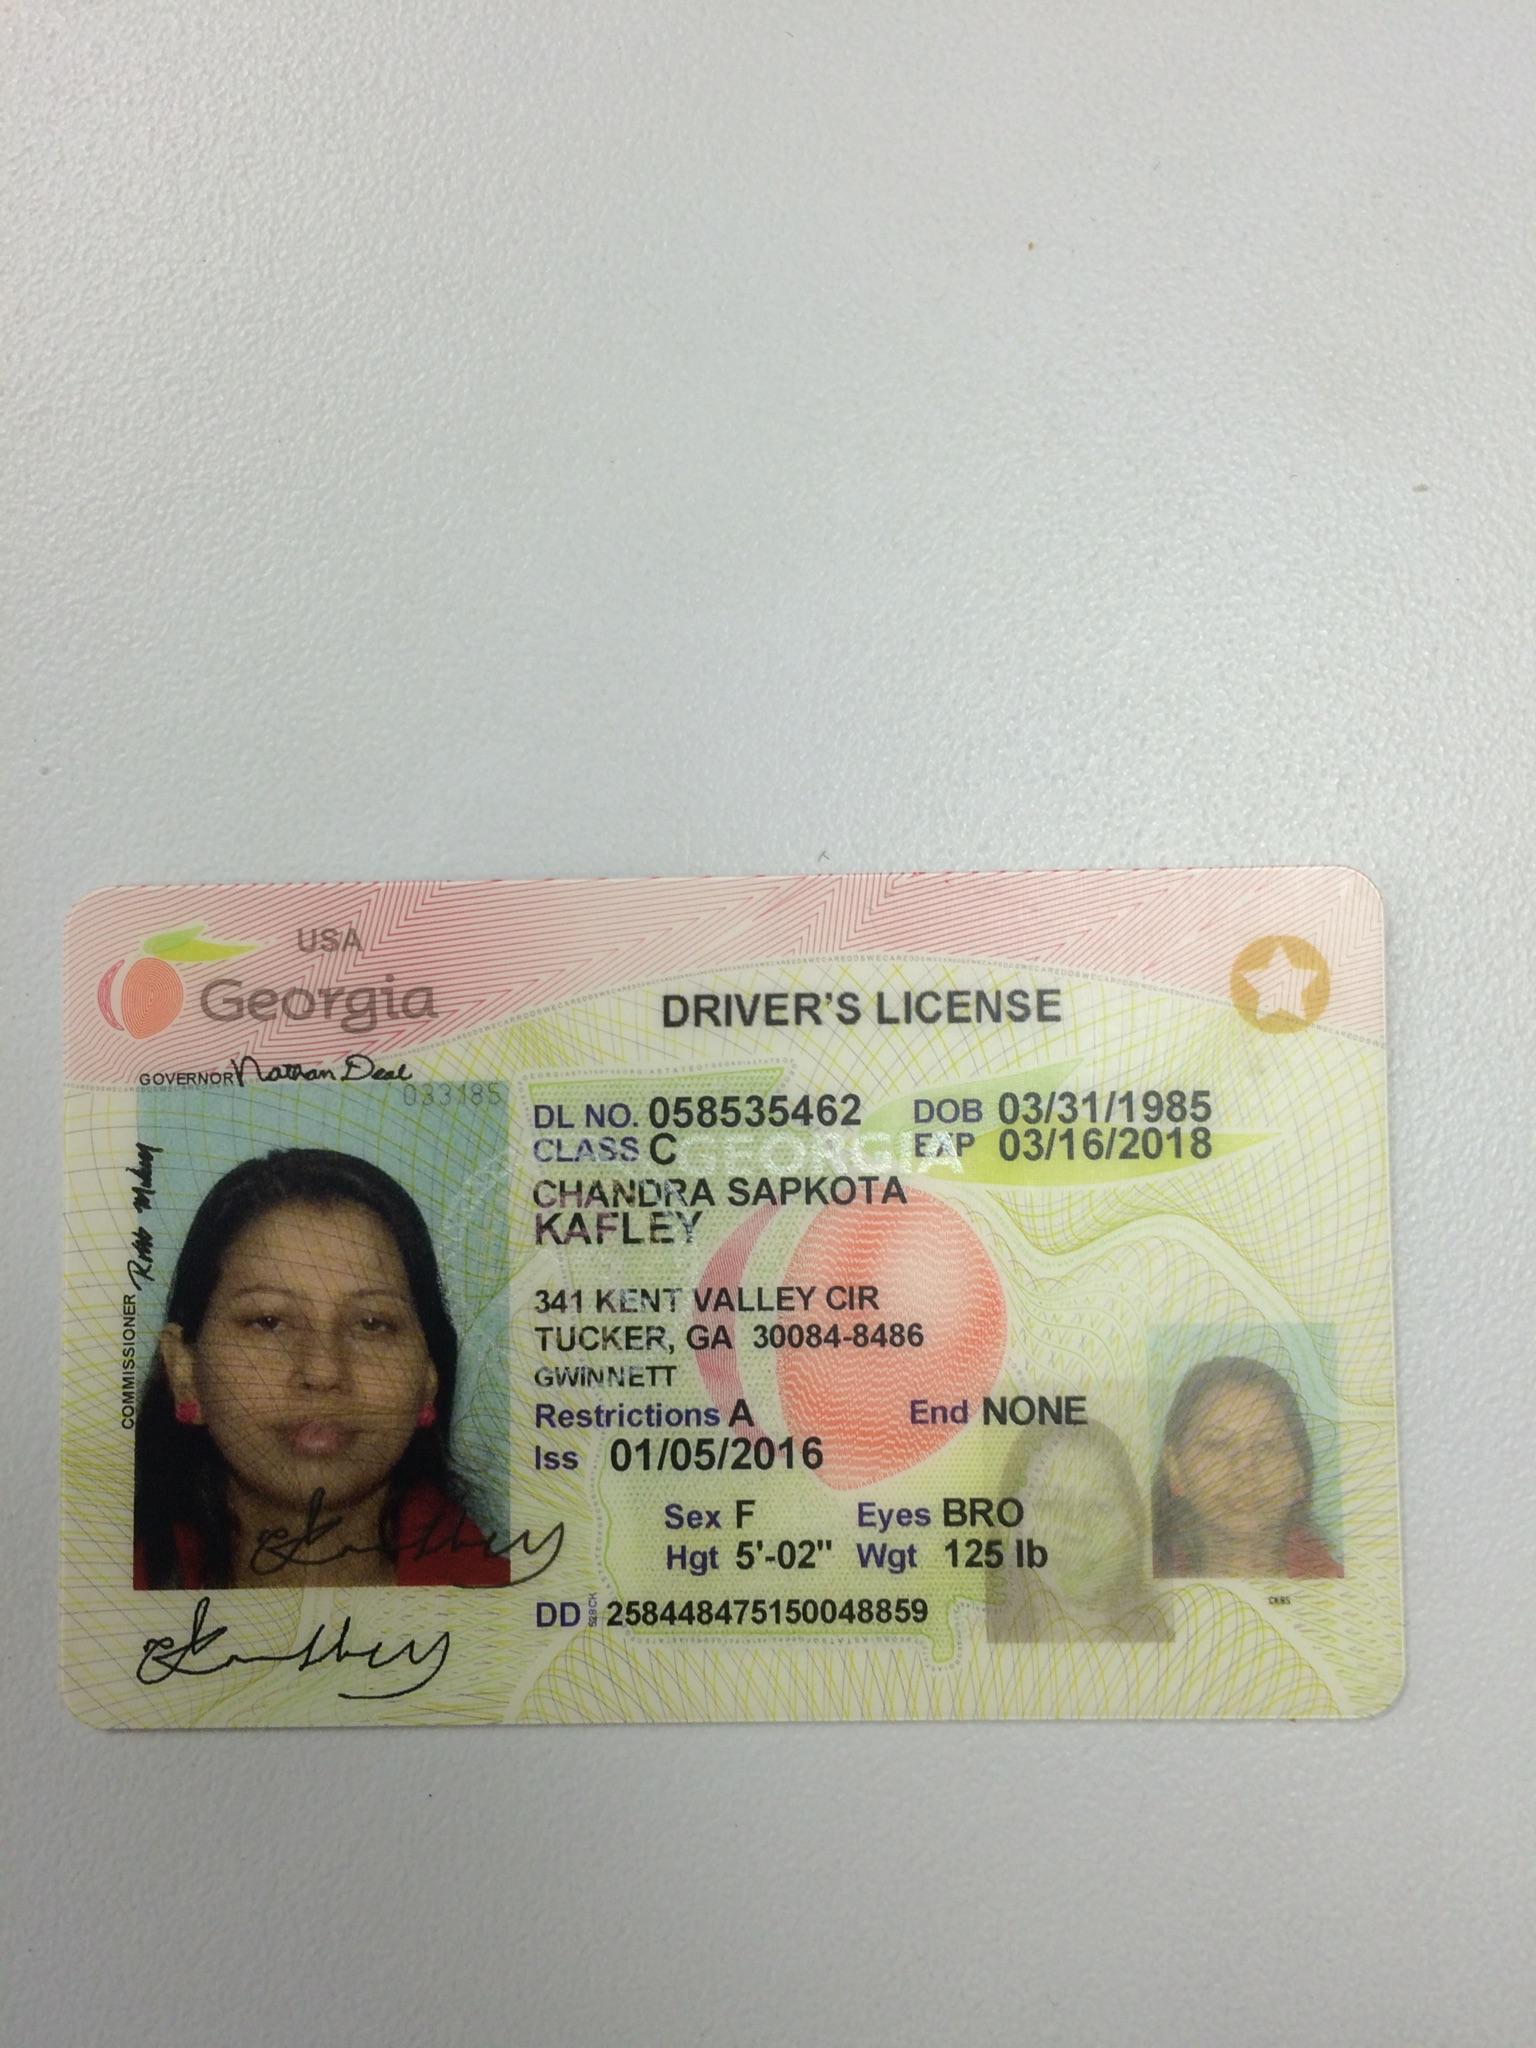 USA
Georgia
DRIVER'S LICENSE
GOVERNOR Nathan Deal
033185
COMMISSIONER
DL NO. 058535462 DOB 03/31/1985
CLASS C EXP 03/16/2018
GEORGIA
CHANDRA SAPKOTA
KAFLEY
341 KENT VALLEY CIR
TUCKER, GA 30084-8486
GWINNETT
Restrictions A End NONE
Iss 01/05/2016
Sex F Eyes BRO
Hgt 5'-02" Wgt 125 lb
DD 258448475150048859